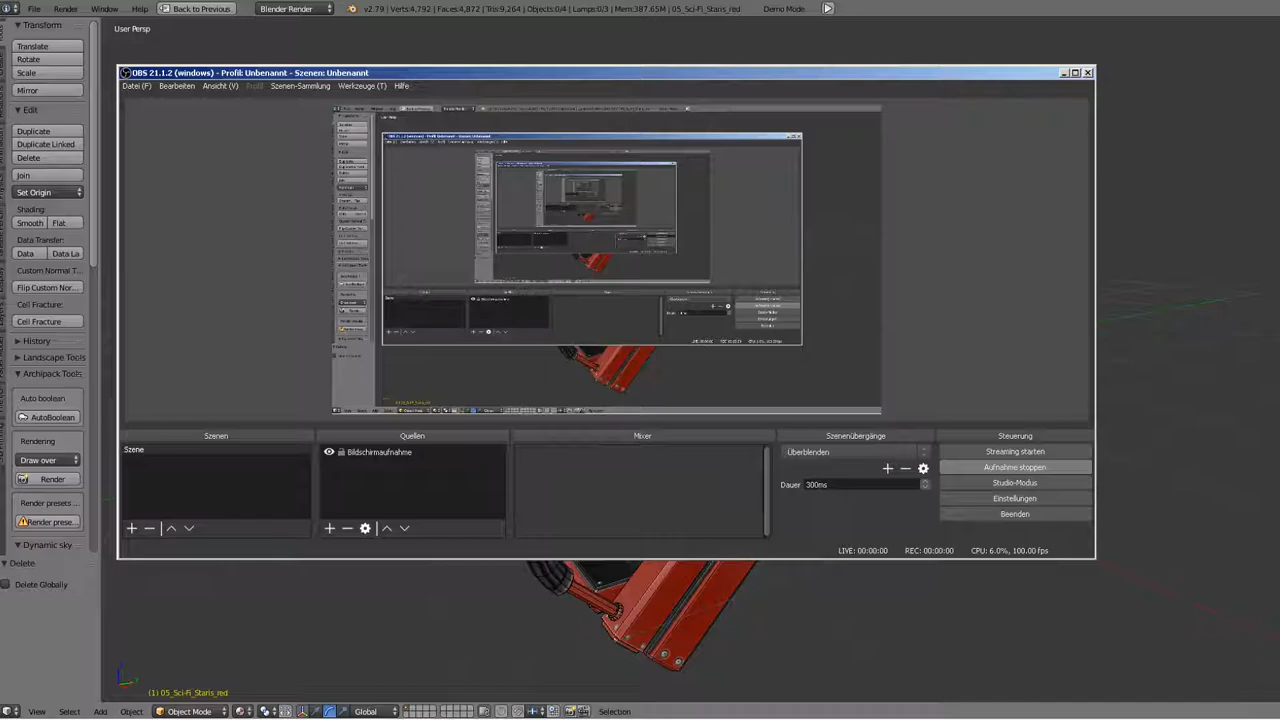 File Render Window Help Back to Previous Blender Render v2.79 | Verts:4,792 | Faces:4,872 | Tris:9,264 | Objects:0/4 | Lamps:0/3 | Mem:387.65M | 05_Sci-Fi_Staris_red Demo Mode
Transform
User Persp
Translate
Rotate
Scale
Mirror
Edit
Duplicate
Duplicate Linked
Delete
Join
Set Origin
Shading:
Smooth Flat
Data Transfer:
Data Data La
Custom Normal T...
Flip Custom Nor...
Cell Fracture:
Cell Fracture
History
Landscape Tools
Archipack Tools
Auto boolean
AutoBoolean
Rendering
Draw over
Render
Render presets...
Render prese...
Dynamic sky
Delete
Delete Globally
OBS 21.1.2 (windows) - Profil: Unbenannt - Szenen: Unbenannt
Datei (F) Bearbeiten Ansicht (V) Profil Szenen-Sammlung Werkzeuge (T) Hilfe
Szenen Quellen Mixer Szenenübergänge Steuerung
Szene
Bildschirmaufnahme
Überblenden
Dauer 300ms
Streaming starten
Aufnahme stoppen
Studio-Modus
Einstellungen
Beenden
LIVE: 00:00:00 REC: 00:00:00 CPU: 6.0%, 100.00 fps
(1) 05_Sci-Fi_Staris_red
View Select Add Object Object Mode Global Selection